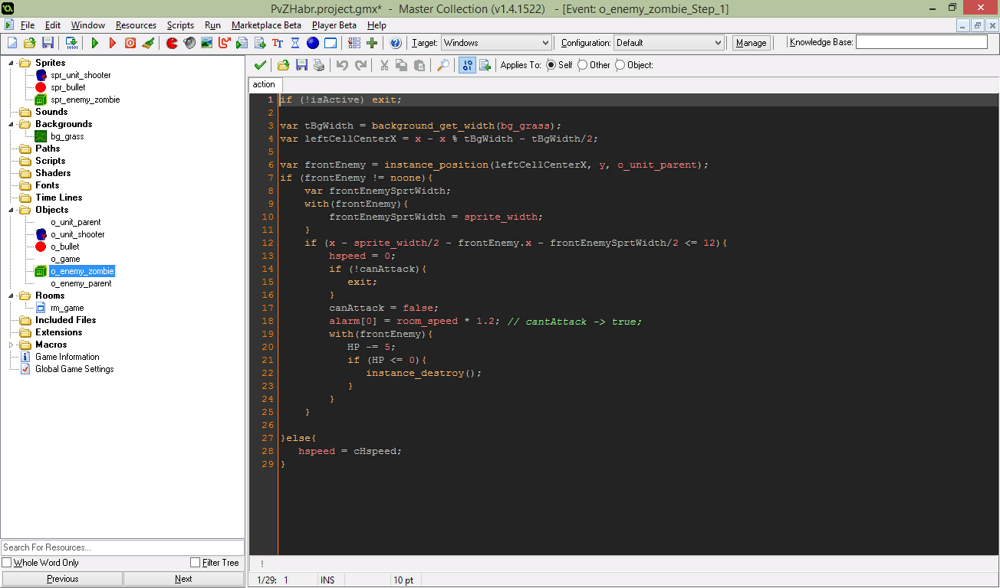 PvZHabr.project.gmx* - Master Collection (v1.4.1522) - [Event: o_enemy_zombie_Step_1]
File Edit Window Resources Scripts Run Marketplace Beta Player Beta Help
Target: Windows Configuration: Default Manage Knowledge Base:
Applies To: Self Other Object:
Sprites
spr_unit_shooter
spr_bullet
spr_enemy_zombie
Sounds
Backgrounds
bg_grass
Paths
Scripts
Shaders
Fonts
Time Lines
Objects
o_unit_parent
o_unit_shooter
o_bullet
o_game
o_enemy_zombie
o_enemy_parent
Rooms
rm_game
Included Files
Extensions
Macros
Game Information
Global Game Settings
Search For Resources...
Whole Word Only Filter Tree
Previous Next
action
1 if (!isActive) exit;
2
3 var tBgWidth = background_get_width(bg_grass);
4 var leftCellCenterX = x - x % tBgWidth - tBgWidth/2;
5
6 var frontEnemy = instance_position(leftCellCenterX, y, o_unit_parent);
7 if (frontEnemy != noone){
8 var frontEnemySprtWidth;
9 with(frontEnemy){
10 frontEnemySprtWidth = sprite_width;
11 }
12 if (x - sprite_width/2 - frontEnemy.x - frontEnemySprtWidth/2 <= 12){
13 hspeed = 0;
14 if (!canAttack){
15 exit;
16 }
17 canAttack = false;
18 alarm[0] = room_speed * 1.2; // cantAttack -> true;
19 with(frontEnemy){
20 HP -= 5;
21 if (HP <= 0){
22 instance_destroy();
23 }
24 }
25 }
26
27 }else{
28 hspeed = cHspeed;
29 }
!
1/29: 1 INS 10 pt